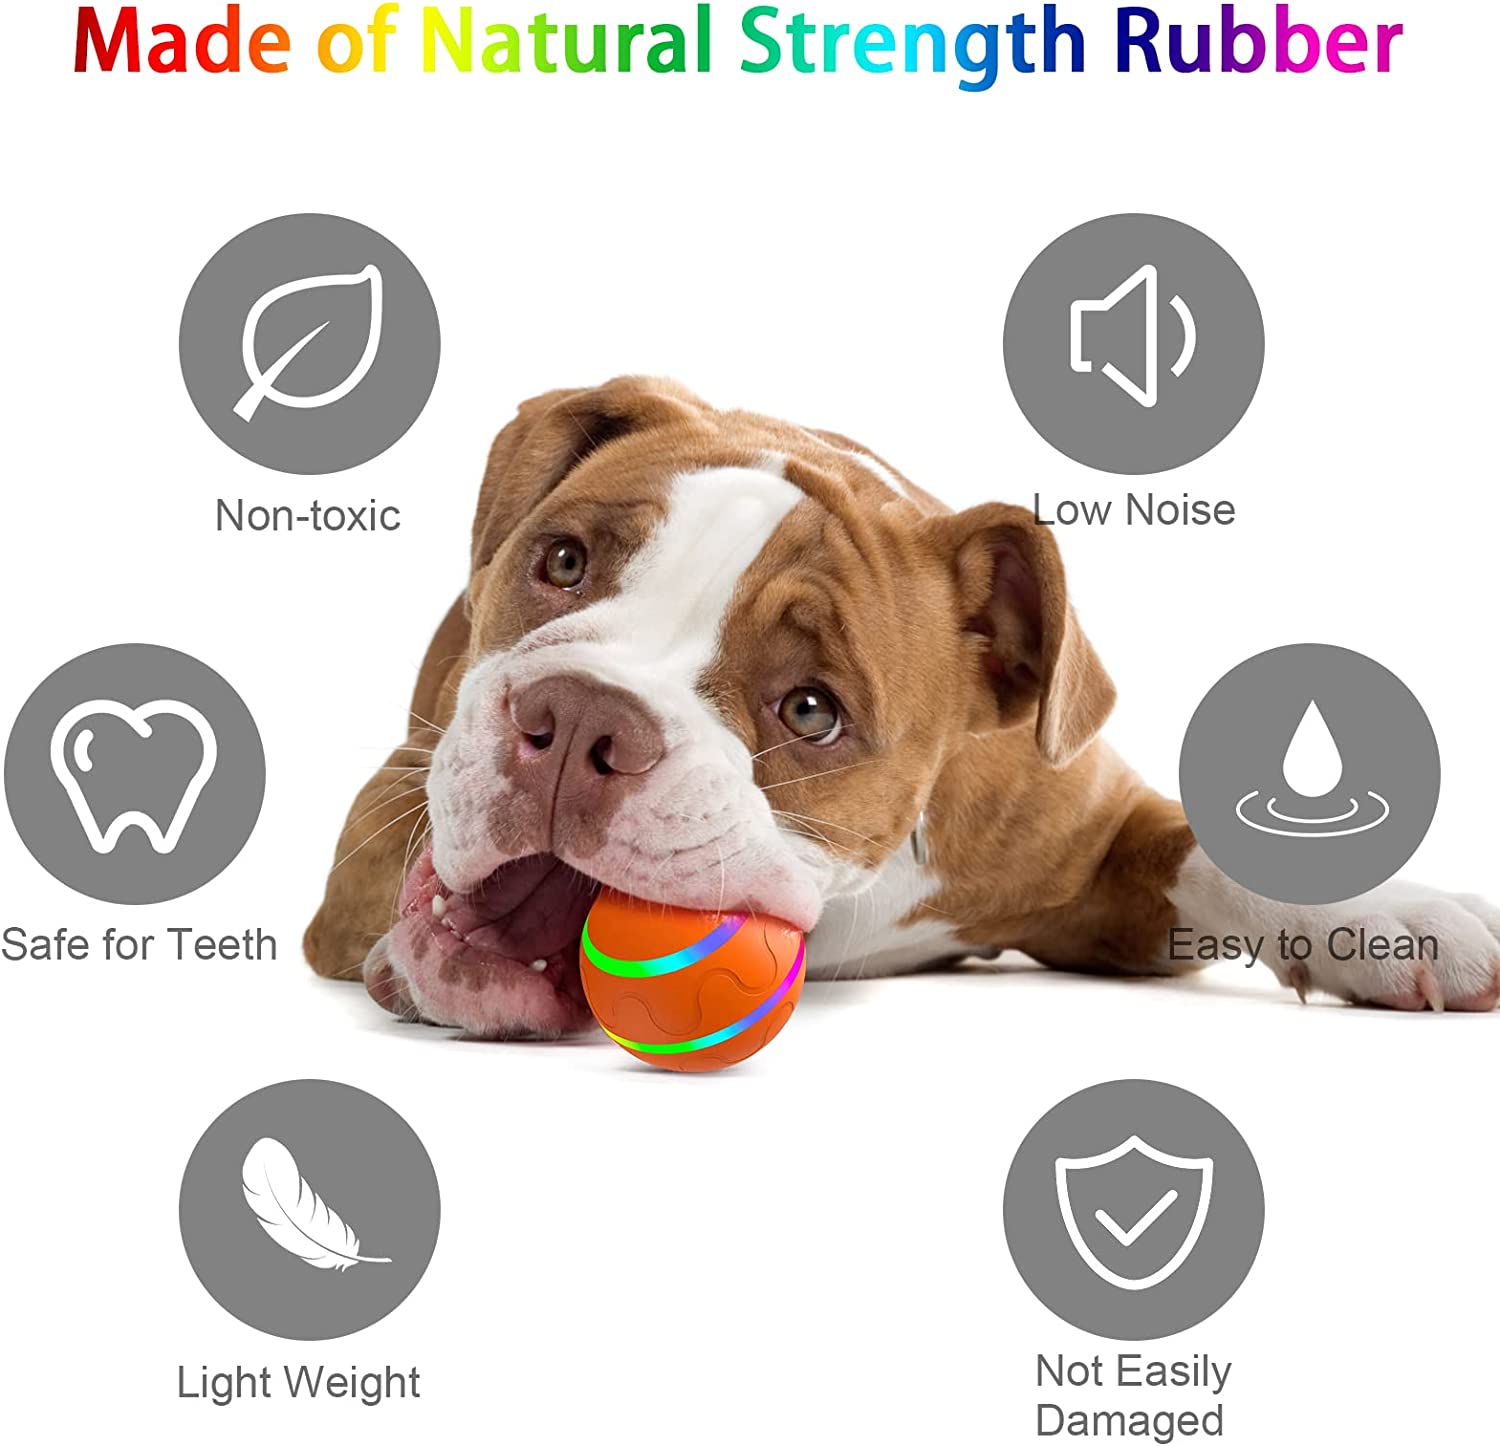 Made of Natural Strength Rubber
Non-toxic
Low Noise
Safe for Teeth
Easy to Clean
Light Weight
Not Easily
Damaged